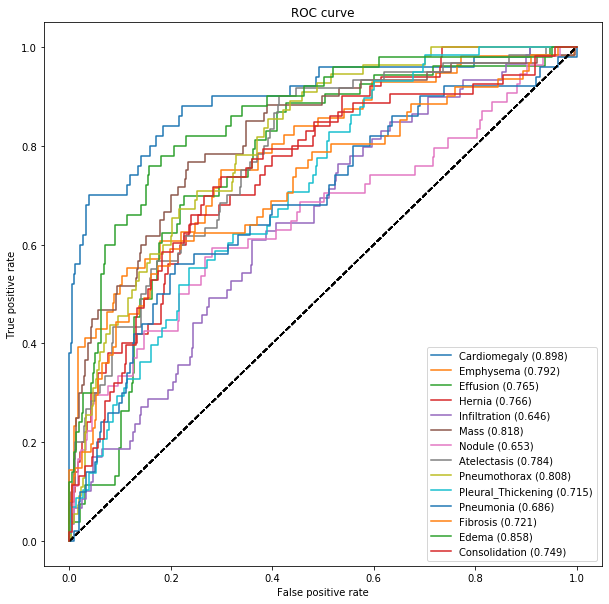 ROC curve
True positive rate
1.0
0.8
0.6
0.4
0.2
0.0
Cardiomegaly (0.898)
Emphysema (0.792)
Effusion (0.765)
Hernia (0.766)
Infiltration (0.646)
Mass (0.818)
Nodule (0.653)
Atelectasis (0.784)
Pneumothorax (0.808)
Pleural_Thickening (0.715)
Pneumonia (0.686)
Fibrosis (0.721)
Edema (0.858)
Consolidation (0.749)
0.0 0.2 0.4 0.6 0.8 1.0
False positive rate